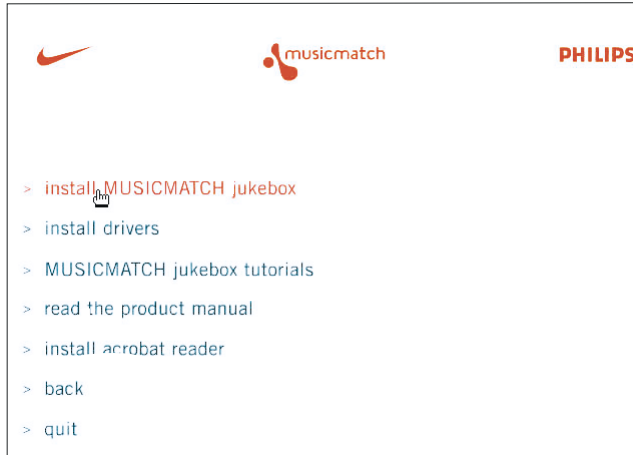 musicmatch
PHILIPS
> install MUSICMATCH jukebox
> install drivers
> MUSICMATCH jukebox tutorials
> read the product manual
> install acrobat reader
> back
> quit